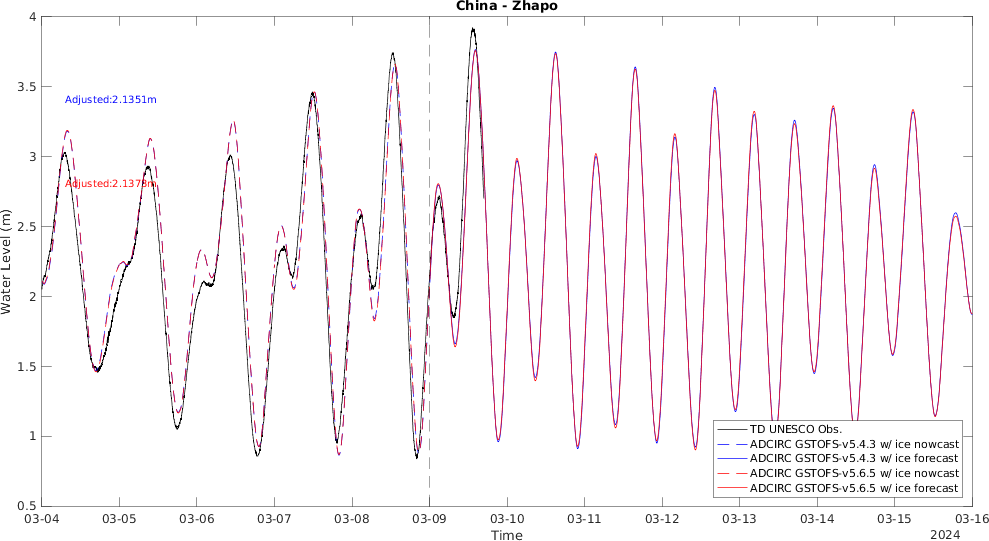 China - Zhapo
Water Level (m)
4
3.5
3
2.5
2
1.5
1
0.5
Adjusted:2.1351m
Adjusted:2.1378m
TD UNESCO Obs.
ADCIRC GSTOFS-v5.4.3 w/ ice nowcast
ADCIRC GSTOFS-v5.4.3 w/ ice forecast
ADCIRC GSTOFS-v5.6.5 w/ ice nowcast
ADCIRC GSTOFS-v5.6.5 w/ ice forecast
03-04 03-05 03-06 03-07 03-08 03-09 03-10 03-11 03-12 03-13 03-14 03-15 03-16
Time
2024